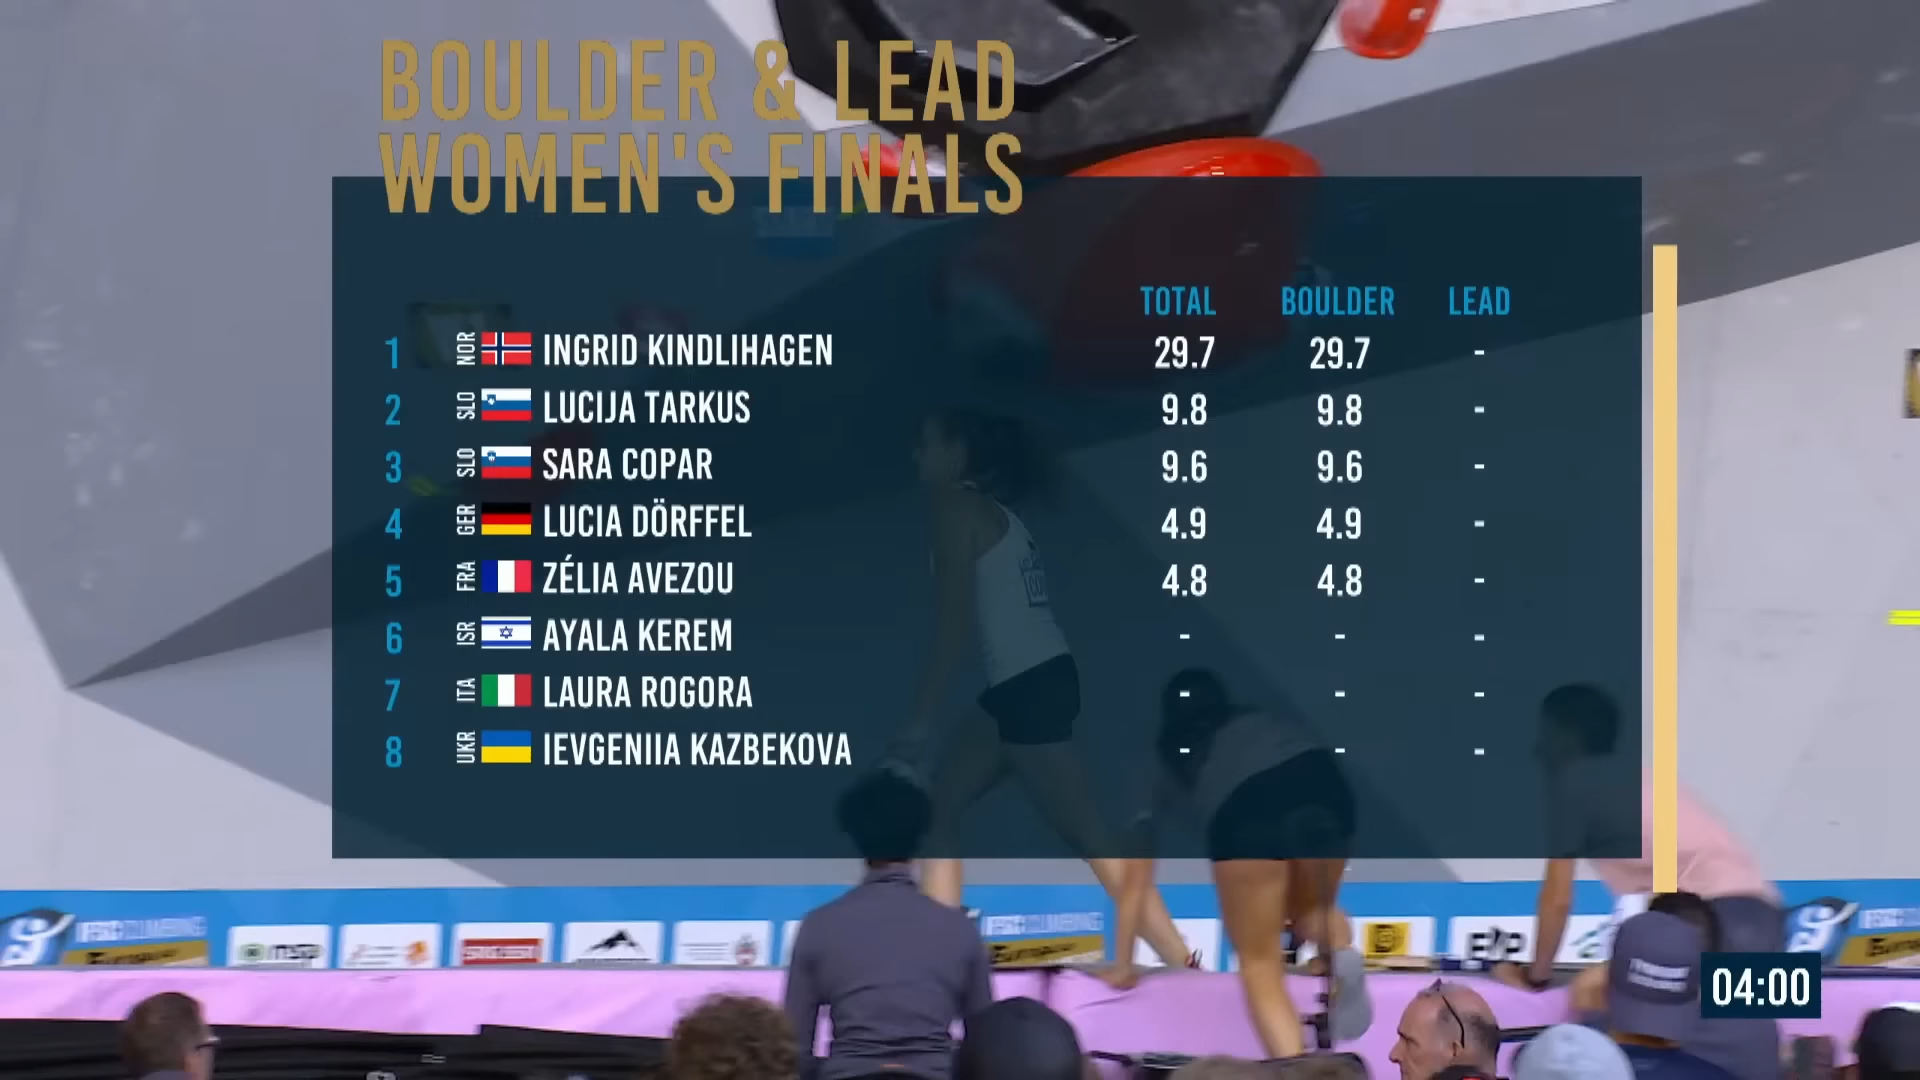 BOULDER & LEAD
WOMEN'S FINALS
TOTAL BOULDER LEAD
1 NOR INGRID KINDLIHAGEN 29.7 29.7 -
2 SLO LUCIJA TARKUS 9.8 9.8 -
3 SLO SARA COPAR 9.6 9.6 -
4 GER LUCIA DÖRFFEL 4.9 4.9 -
5 FRA ZÉLIA AVEZOU 4.8 4.8 -
6 ISR AYALA KEREM - - -
7 ITA LAURA ROGORA - - -
8 UKR IEVGENIIA KAZBEKOVA - - -
04:00